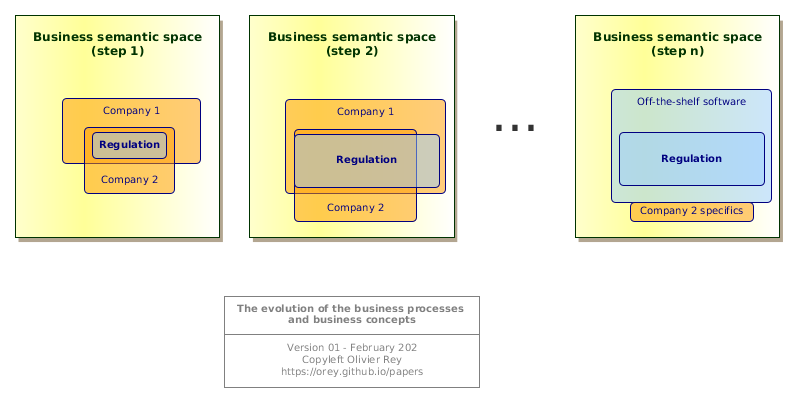 Business semantic space
(step 1)
Company 1
Regulation
Company 2
Business semantic space
(step 2)
Company 1
Regulation
Company 2
...
Business semantic space
(step n)
Off-the-shelf software
Regulation
Company 2 specifics
The evolution of the business processes
and business concepts
Version 01 - February 202
Copyleft Olivier Rey
https://orey.github.io/papers